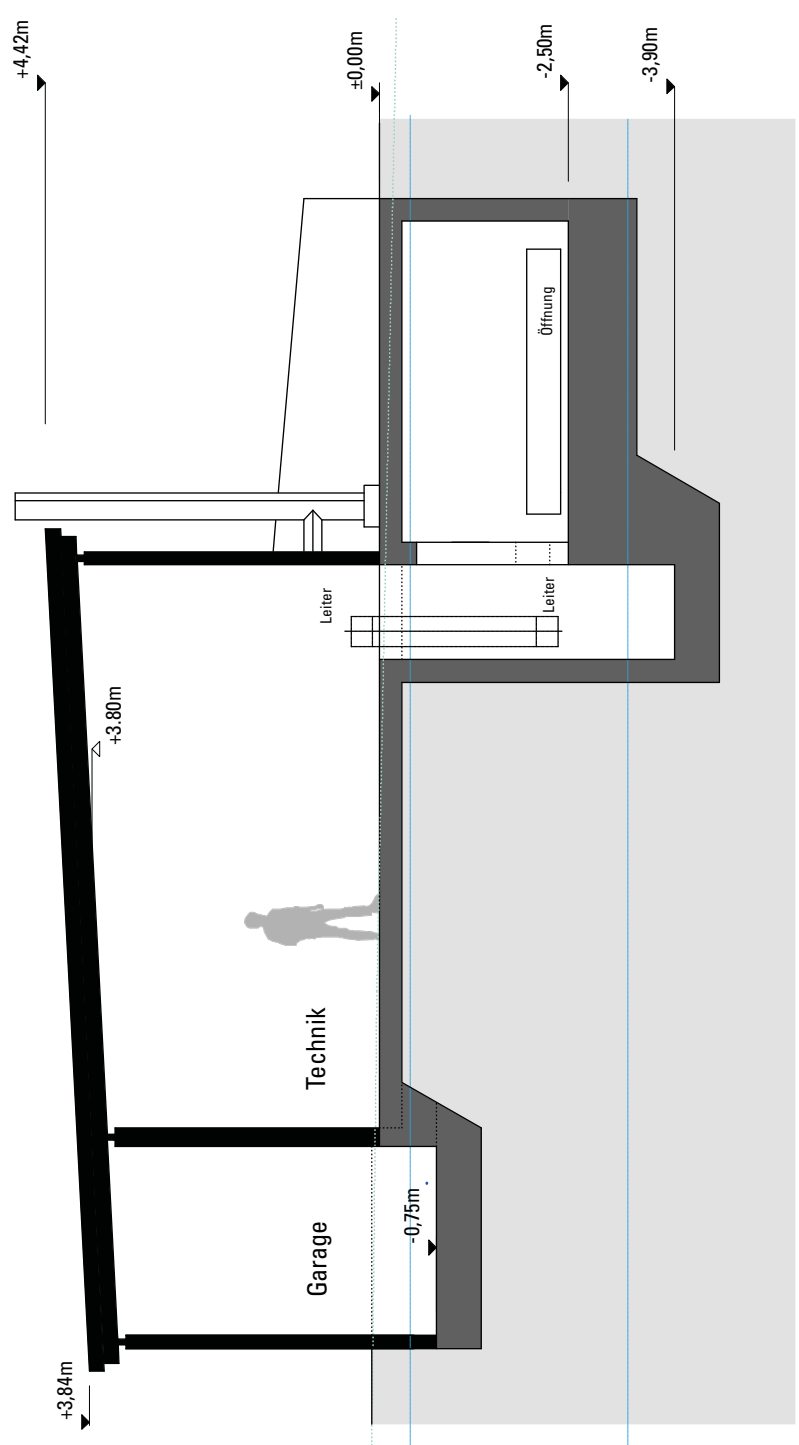 +4,42m
±0,00m
-2,50m
-3,90m
Öffnung
Leiter
Leiter
+3.80m
Technik
Garage
-0,75m
+3,84m